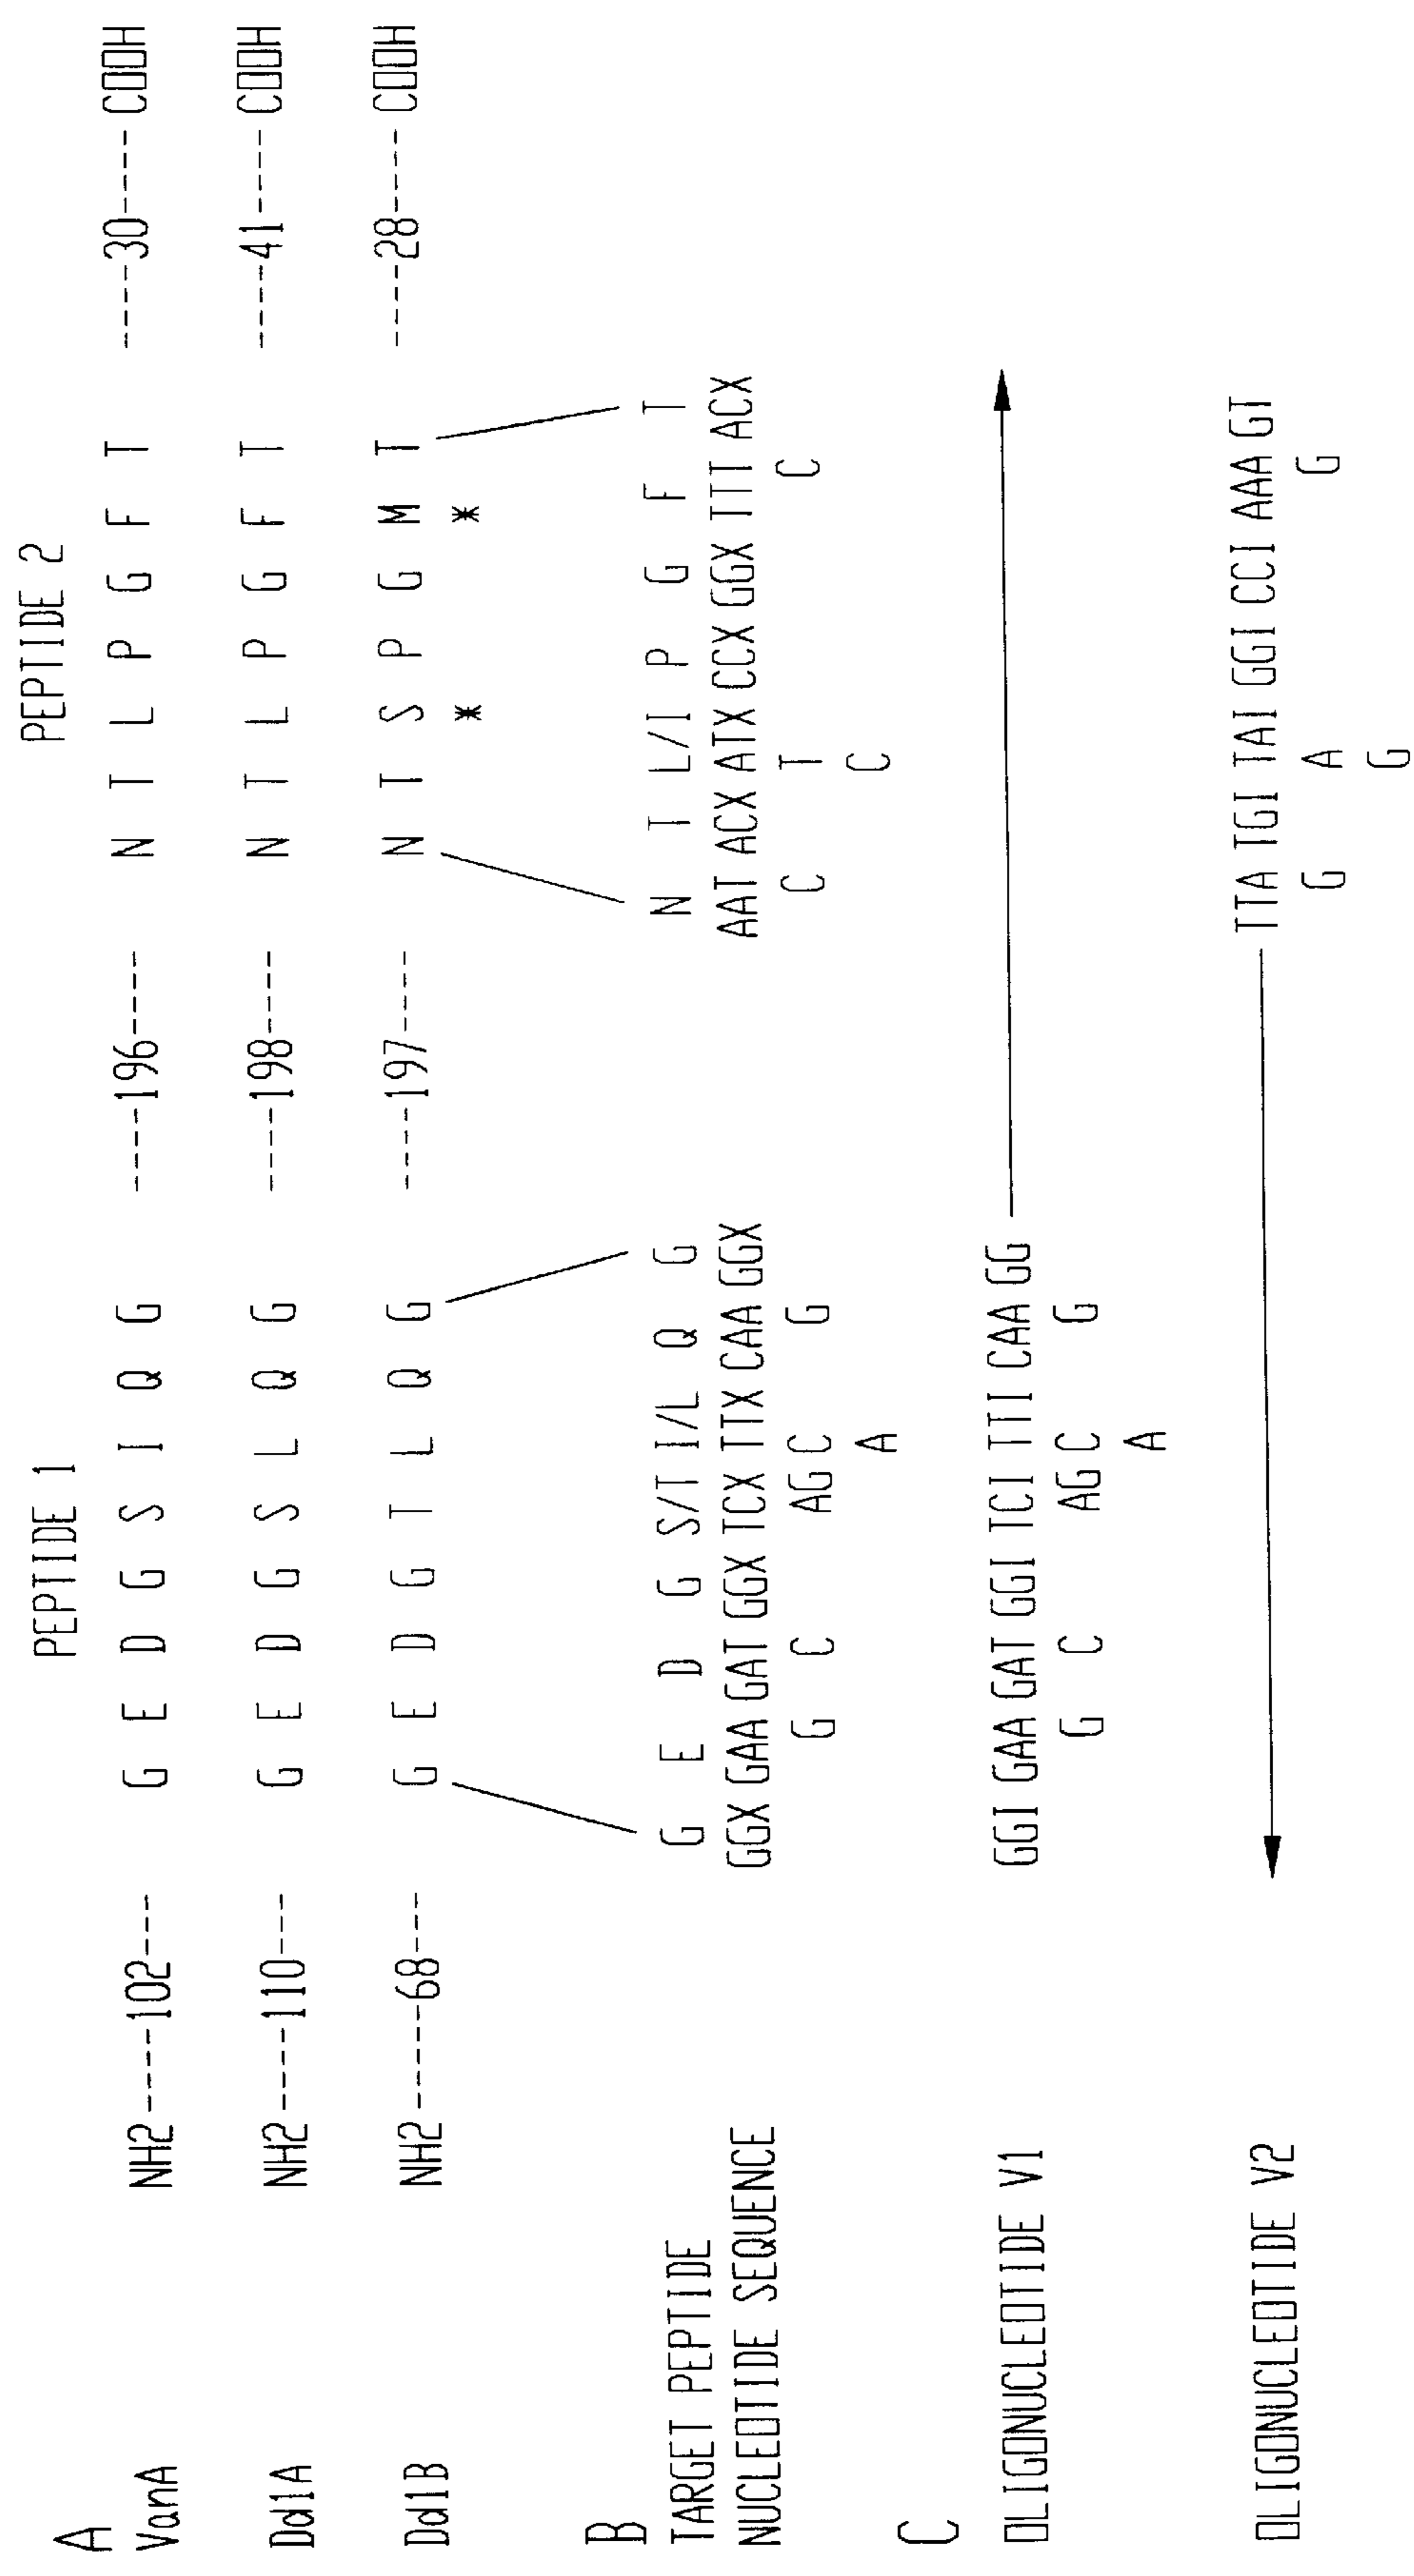 PEPTIDE 1 PEPTIDE 2
A
VanA NH2-----102---- G E D G S I Q G ----196----- N T L P G F T -----30----- COOH
Dd1A NH2-----110---- G E D G S L Q G ----198----- N T L P G F T -----41----- COOH
Dd1B NH2------68---- G E D G T L Q G ----197----- N T S P G M T -----28----- COOH
* *
B
TARGET PEPTIDE G E D G S/T I/L Q G N T L/I P G F T
NUCLEOTIDE SEQUENCE GGX GAA GAT GGX TCX TTX CAA GGX AAT ACX ATX CCX GGX TTT ACX
G C AG C G C T C
A C
C
OLIGONUCLEOTIDE V1 GGI GAA GAT GGI TCI TTI CAA GG
G C AG C G
A
OLIGONUCLEOTIDE V2 TTA TGI TAI GGI CCI AAA GT
G A G
G